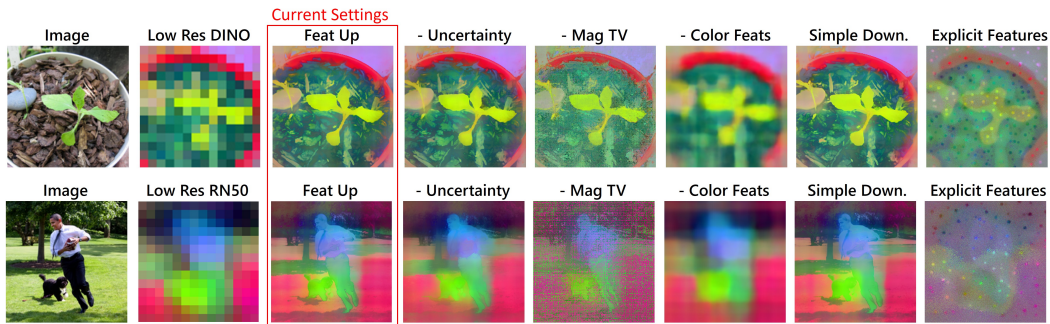 Current Settings
Image Low Res DINO Feat Up - Uncertainty - Mag TV - Color Feats Simple Down. Explicit Features
Image Low Res RN50 Feat Up - Uncertainty - Mag TV - Color Feats Simple Down. Explicit Features